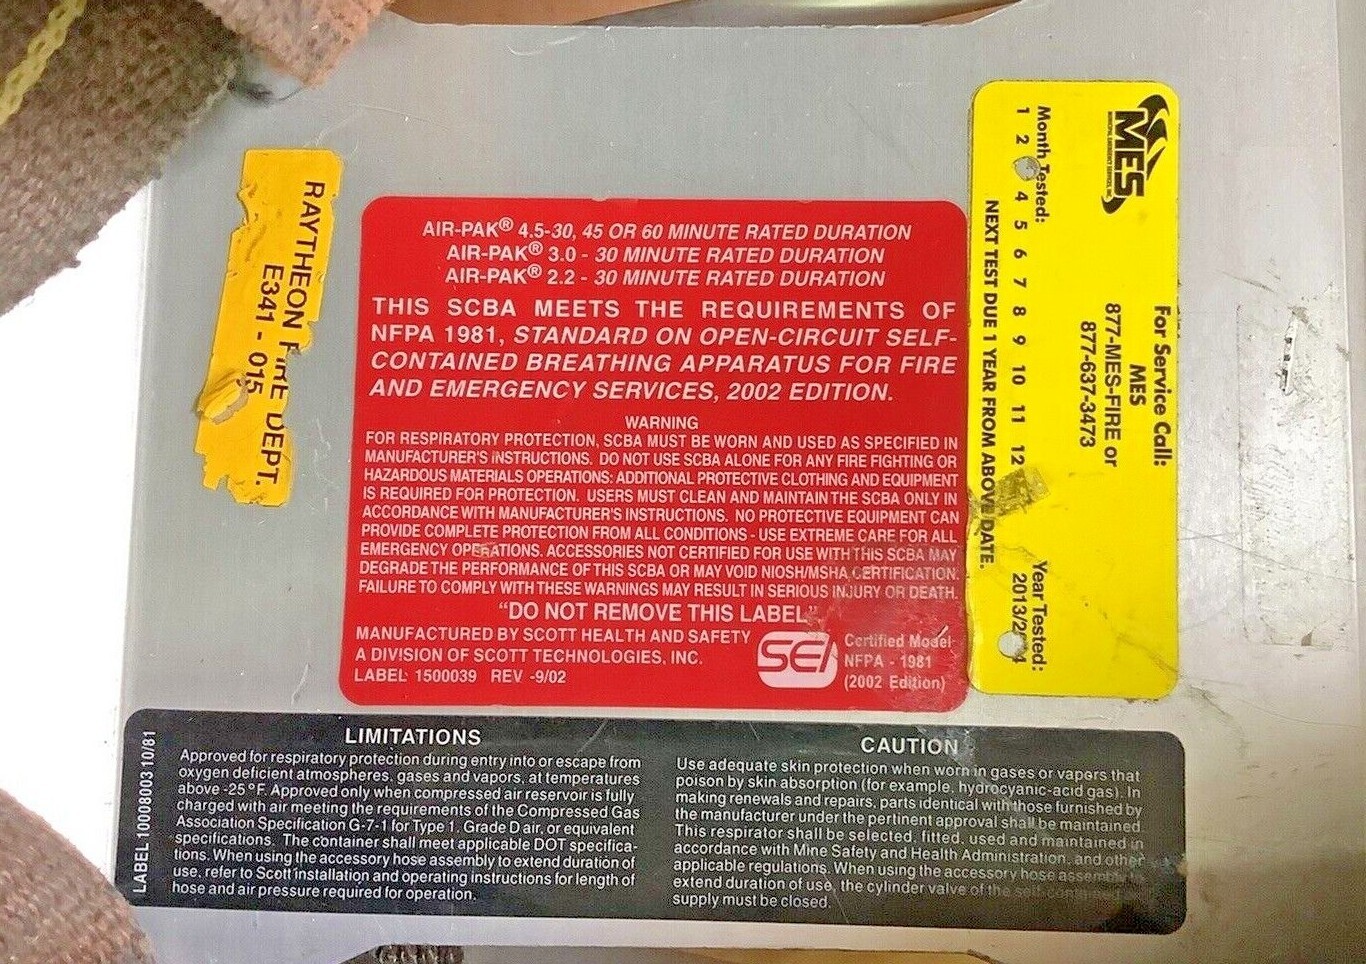 RAYTHEON FIRE DEPT.
E341 - 015
AIR-PAK® 4.5-30, 45 OR 60 MINUTE RATED DURATION
AIR-PAK® 3.0 - 30 MINUTE RATED DURATION
AIR-PAK® 2.2 - 30 MINUTE RATED DURATION
THIS SCBA MEETS THE REQUIREMENTS OF
NFPA 1981, STANDARD ON OPEN-CIRCUIT SELF-
CONTAINED BREATHING APPARATUS FOR FIRE
AND EMERGENCY SERVICES, 2002 EDITION.
WARNING
FOR RESPIRATORY PROTECTION, SCBA MUST BE WORN AND USED AS SPECIFIED IN
MANUFACTURER'S INSTRUCTIONS. DO NOT USE SCBA ALONE FOR ANY FIRE FIGHTING OR
HAZARDOUS MATERIALS OPERATIONS: ADDITIONAL PROTECTIVE CLOTHING AND EQUIPMENT
IS REQUIRED FOR PROTECTION. USERS MUST CLEAN AND MAINTAIN THE SCBA ONLY IN
ACCORDANCE WITH MANUFACTURER'S INSTRUCTIONS. NO PROTECTIVE EQUIPMENT CAN
PROVIDE COMPLETE PROTECTION FROM ALL CONDITIONS - USE EXTREME CARE FOR ALL
EMERGENCY OPERATIONS. ACCESSORIES NOT CERTIFIED FOR USE WITH THIS SCBA MAY
DEGRADE THE PERFORMANCE OF THIS SCBA OR MAY VOID NIOSH/MSHA CERTIFICATION.
FAILURE TO COMPLY WITH THESE WARNINGS MAY RESULT IN SERIOUS INJURY OR DEATH.
"DO NOT REMOVE THIS LABEL"
MANUFACTURED BY SCOTT HEALTH AND SAFETY
A DIVISION OF SCOTT TECHNOLOGIES, INC.
LABEL: 1500039 REV -9/02
SEI
Certified Model
NFPA - 1981
(2002 Edition)
MES
MUNICIPAL EMERGENCY SERVICES, INC.
For Service Call:
MES
877-MES-FIRE or
877-637-3473
Month Tested:
1 2 4 5 6 7 8 9 10 11 12
Year Tested:
2013/2 4
NEXT TEST DUE 1 YEAR FROM ABOVE DATE.
LABEL 10008003 10/81
LIMITATIONS
Approved for respiratory protection during entry into or escape from
oxygen deficient atmospheres, gases and vapors, at temperatures
above -25°F. Approved only when compressed air reservoir is fully
charged with air meeting the requirements of the Compressed Gas
Association Specification G-7-1 for Type 1. Grade D air, or equivalent
specifications. The container shall meet applicable DOT specifica-
tions. When using the accessory hose assembly to extend duration of
use, refer to Scott installation and operating instructions for length of
hose and air pressure required for operation.
CAUTION
Use adequate skin protection when worn in gases or vapors that
poison by skin absorption (for example, hydrocyanic-acid gas). In
making renewals and repairs, parts identical with those furnished by
the manufacturer under the pertinent approval shall be maintained.
This respirator shall be selected, fitted, used and maintained in
accordance with Mine Safety and Health Administration, and other
applicable regulations. When using the accessory hose assembly to
extend duration of use, the cylinder valve of the self-contained
supply must be closed.